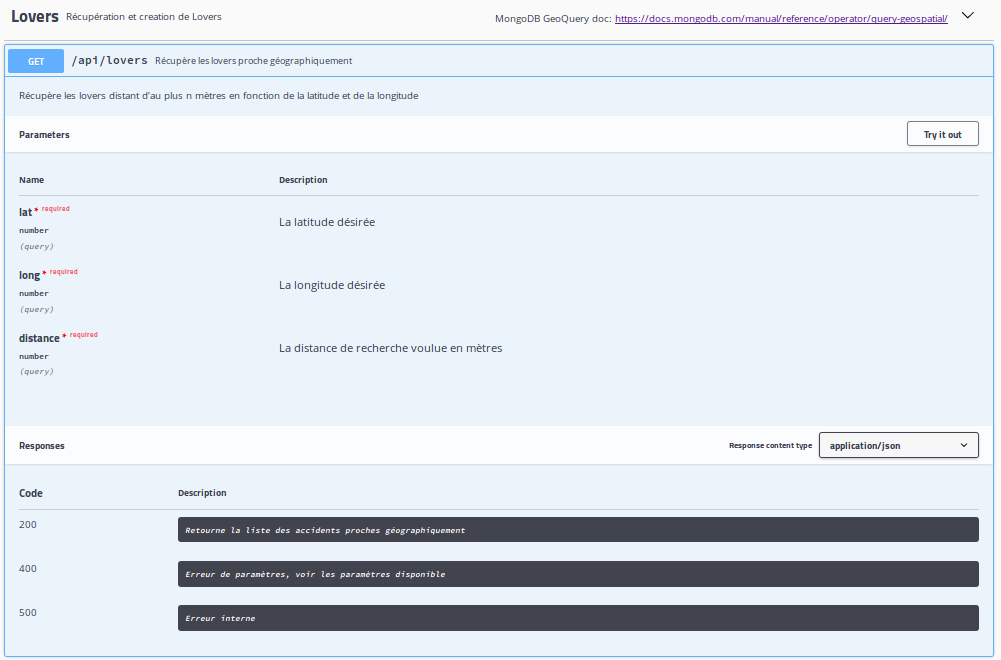 Lovers Récupération et creation de Lovers MongoDB GeoQuery doc: https://docs.mongodb.com/manual/reference/operator/query-geospatial/
GET /api/lovers Récupère les lovers proche géographiquement
Récupère les lovers distant d'au plus n mètres en fonction de la latitude et de la longitude
Parameters Try it out
Name Description
lat * required
La latitude désirée
number
(query)
long * required
La longitude désirée
number
(query)
distance * required
La distance de recherche voulue en mètres
number
(query)
Responses Response content type application/json
Code Description
200 Retourne la liste des accidents proches géographiquement
400 Erreur de paramètres, voir les paramètres disponible
500 Erreur interne